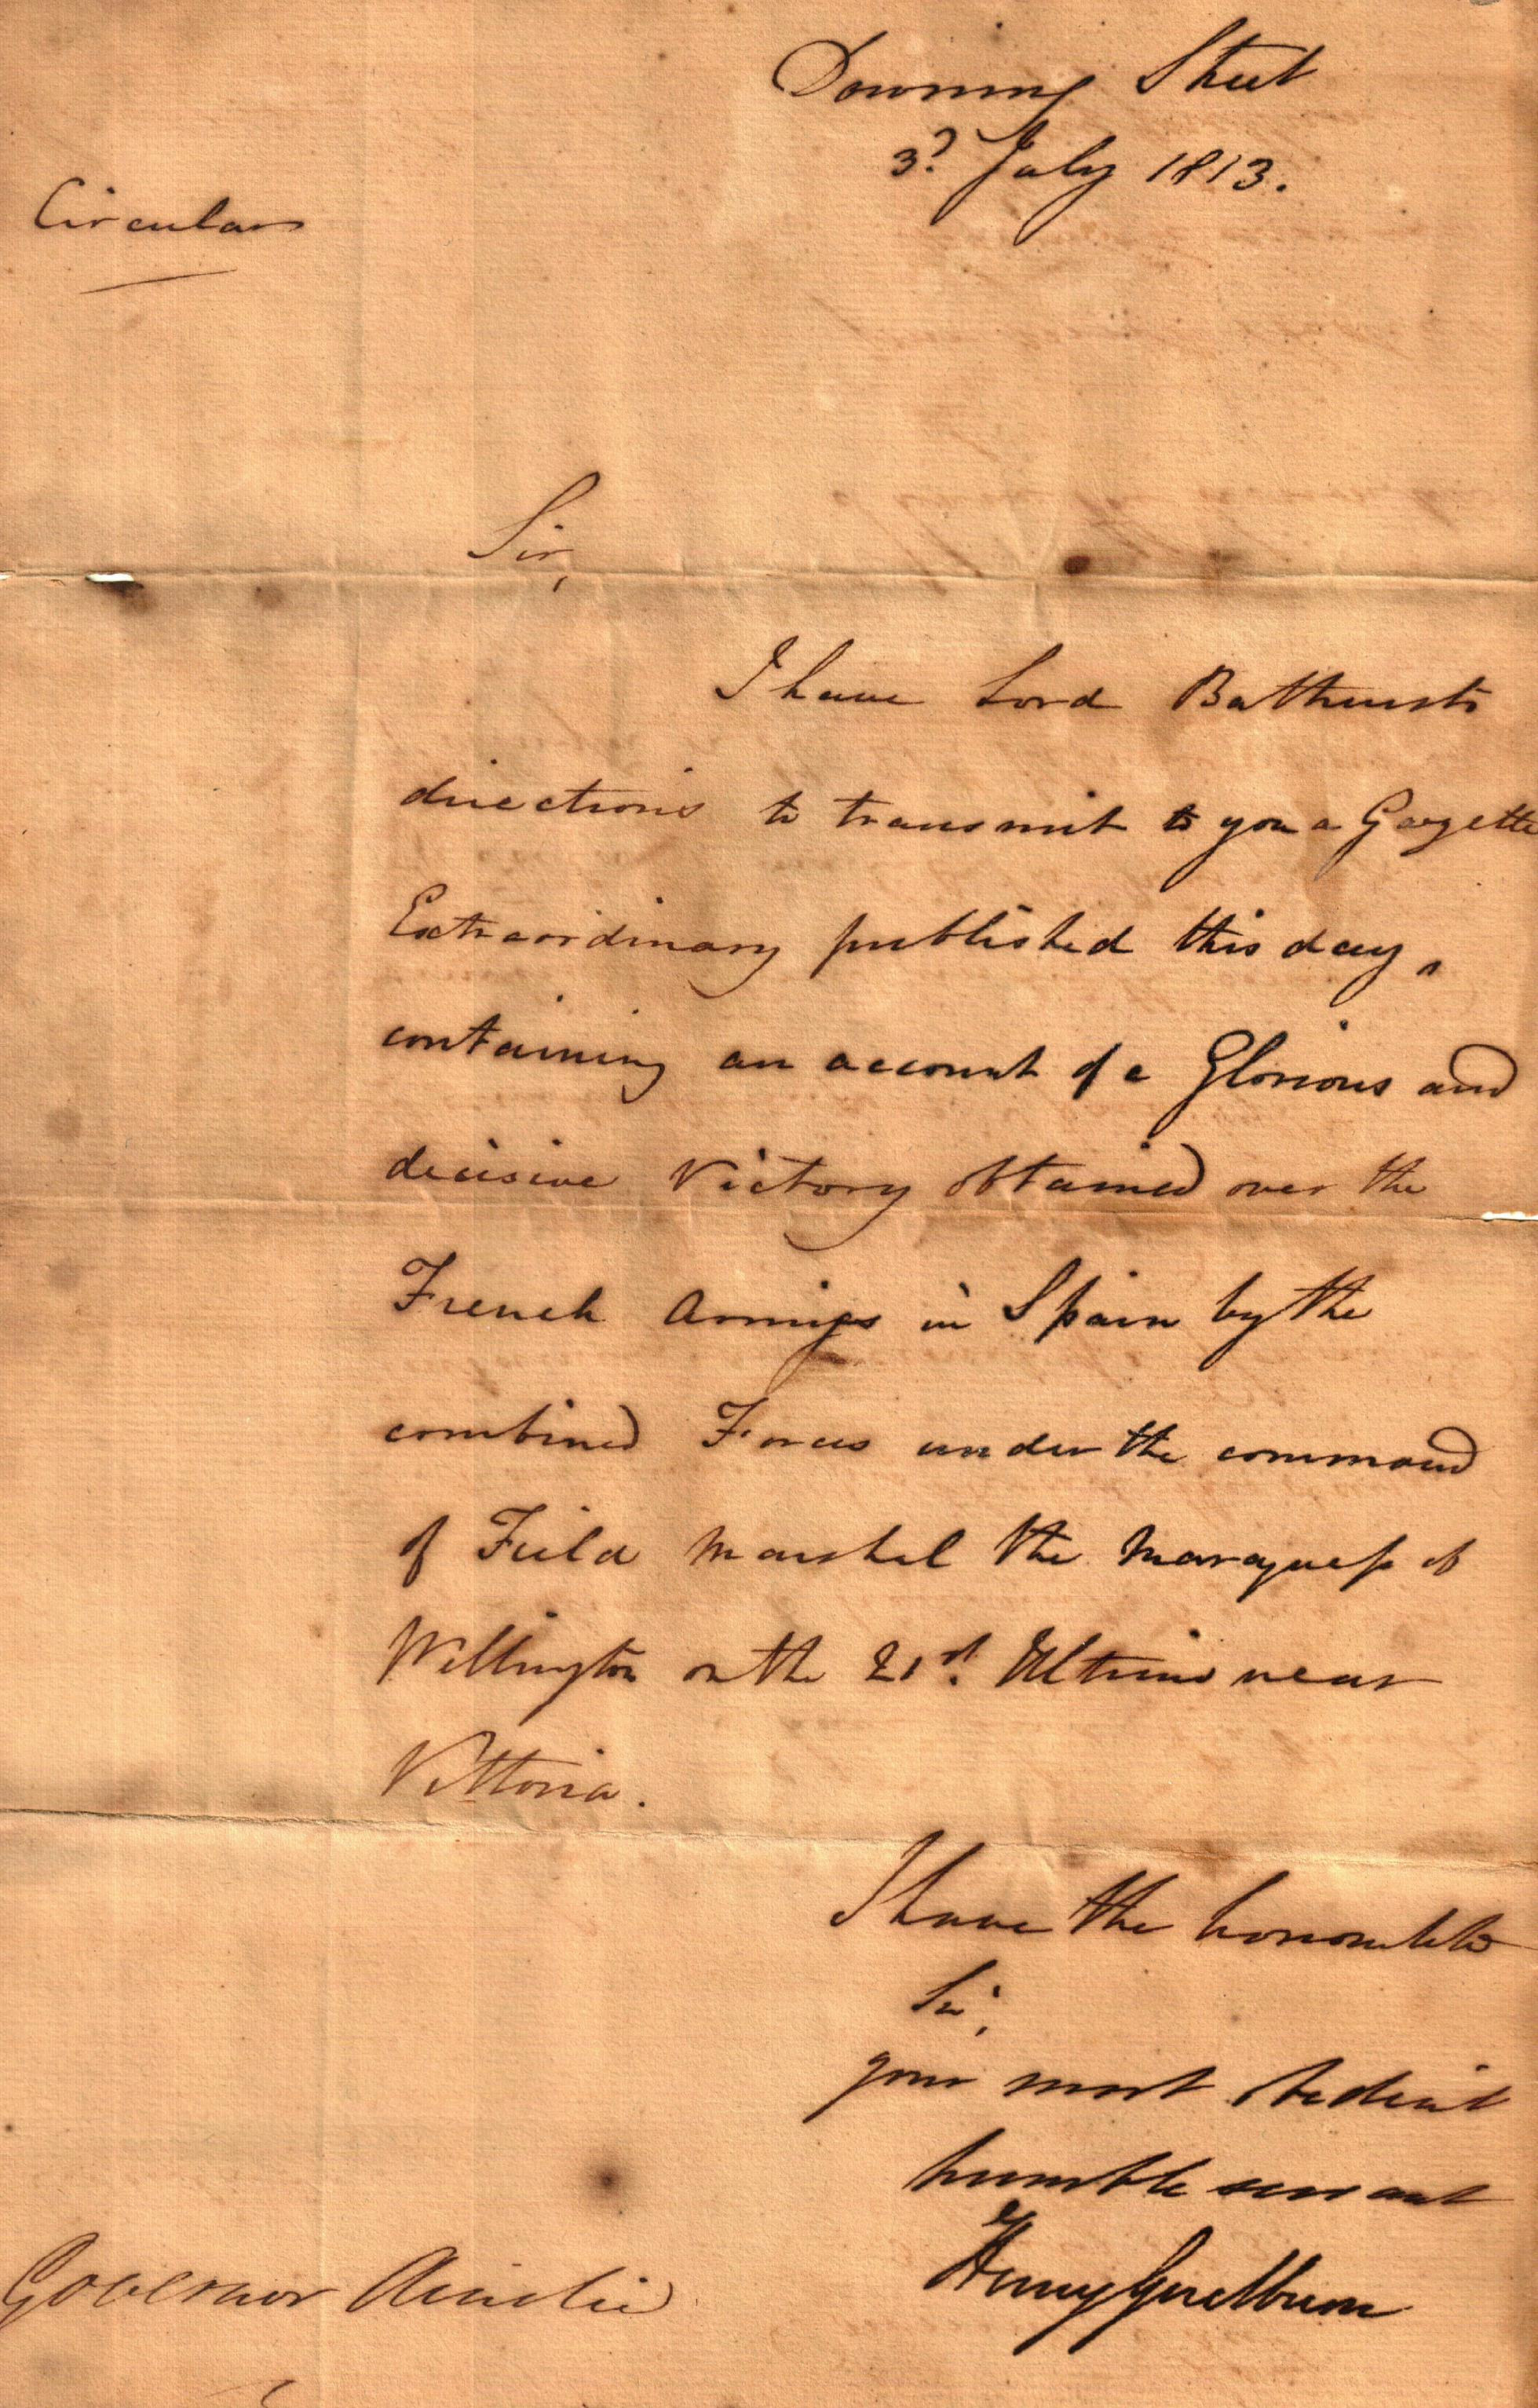 Downing Street
3d July 1813.
Circular
Sir,
I have Lord Bathursts
directions to transmit to you a Gazette
Extraordinary published this day,
containing an account of a Glorious and
decisive Victory obtained over the
French Armies in Spain by the
combined Forces under the command
of Field Marshal the Marquess of
Wellington on the 21st. Ultimo near
Vittoria.
I have the honor to be
Sir,
your most obedient
humble servant
Henry Goulburn
Governor Ainslie